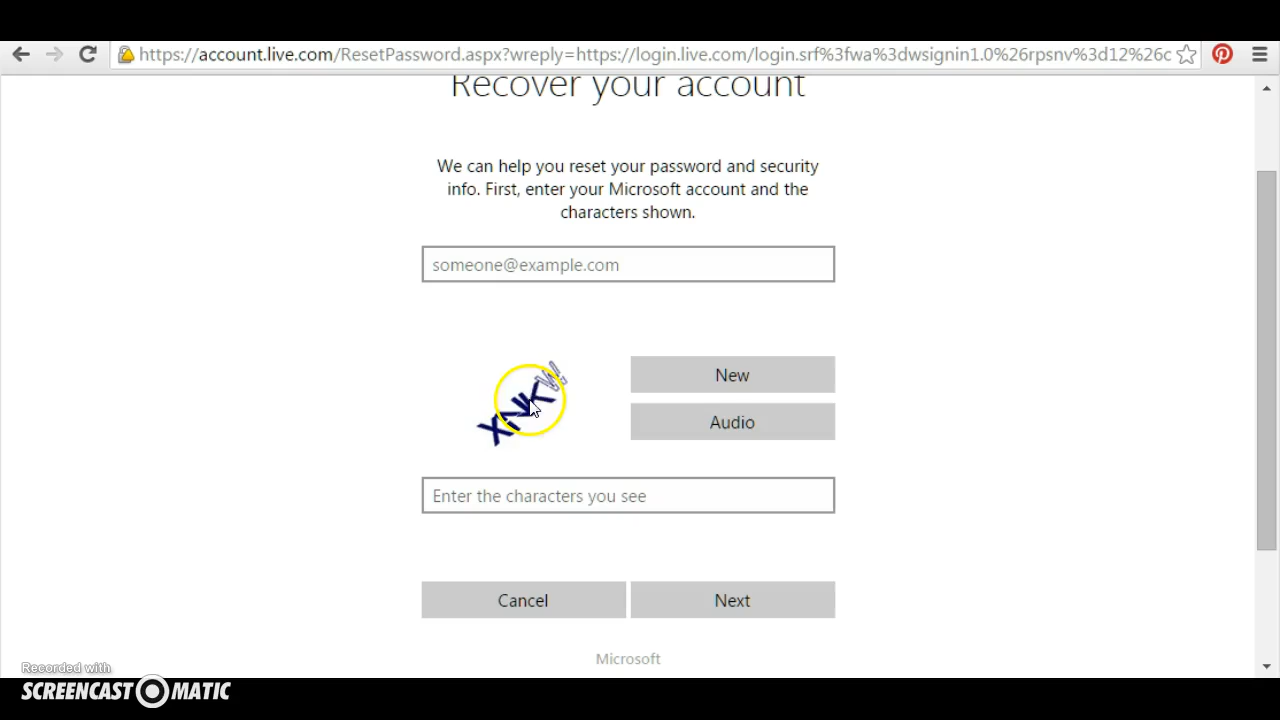 https://account.live.com/ResetPassword.aspx?wreply=https://login.live.com/login.srf%3fwa%3dwsignin1.0%26rpsnv%3d12%26c
Recover your account
We can help you reset your password and security
info. First, enter your Microsoft account and the
characters shown.
someone@example.com
New
Audio
Enter the characters you see
Cancel
Next
Microsoft
Recorded with
SCREENCAST-O-MATIC